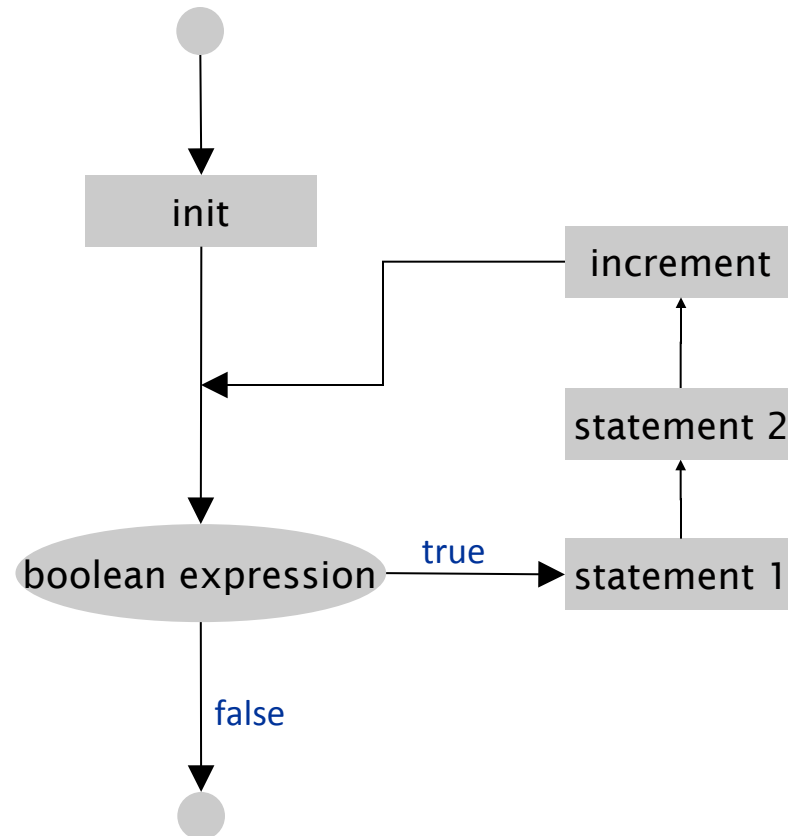 init
increment
statement 2
true
boolean expression
statement 1
false